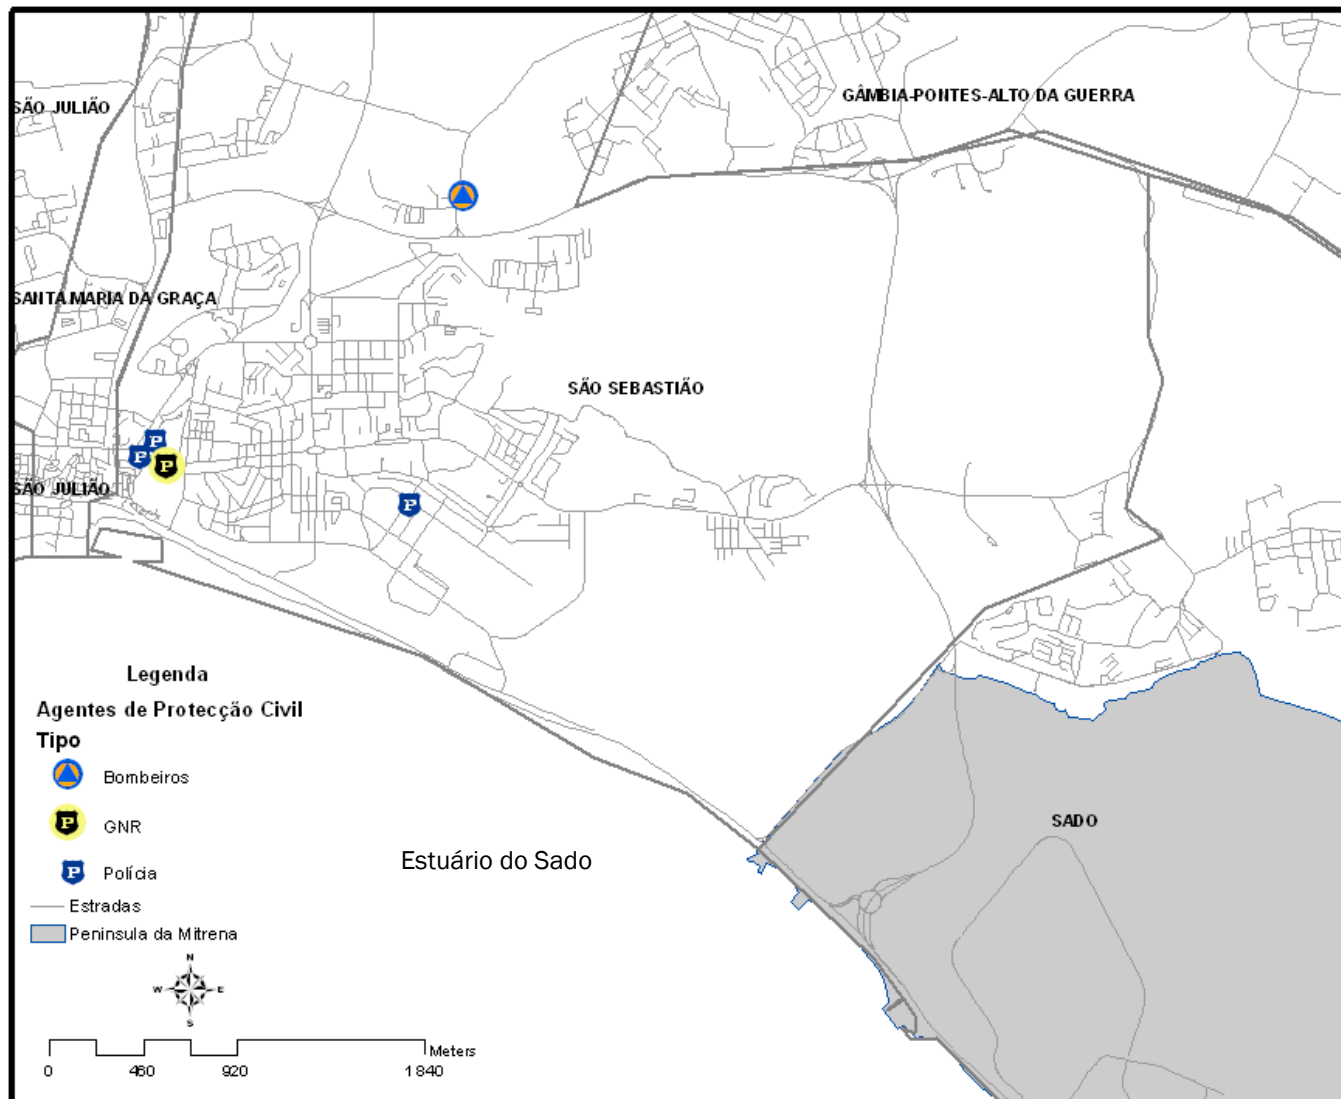 GÂMBIA-PONTES-ALTO DA GUERRA
SÃO JULIÃO
SANTA MARIA DA GRAÇA
SÃO SEBASTIÃO
P
P
P
SÃO JULIÃO
P
Legenda
Agentes de Protecção Civil
Tipo
Bombeiros
P GNR
P Polícia
Estradas
Peninsula da Mitrena
Estuário do Sado
SADO
N
W E
S
Meters
0 460 920 1 840